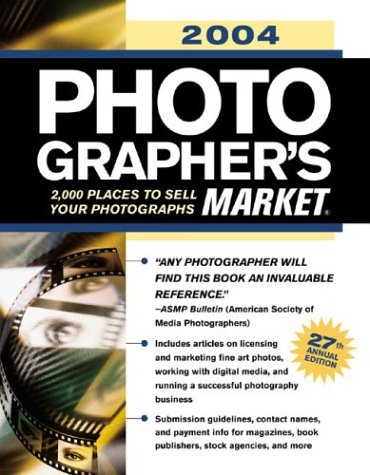 2004
PHOTO
GRAPHER'S
2,000 PLACES TO SELL
YOUR PHOTOGRAPHS
MARKET®
“ANY PHOTOGRAPHER WILL
FIND THIS BOOK AN INVALUABLE
REFERENCE.”
–ASMP Bulletin (American Society of
Media Photographers)
Includes articles on licensing
and marketing fine art photos,
working with digital media, and
running a successful photography
business
27th
ANNUAL
EDITION
Submission guidelines, contact names,
and payment info for magazines, book
publishers, stock agencies, and more